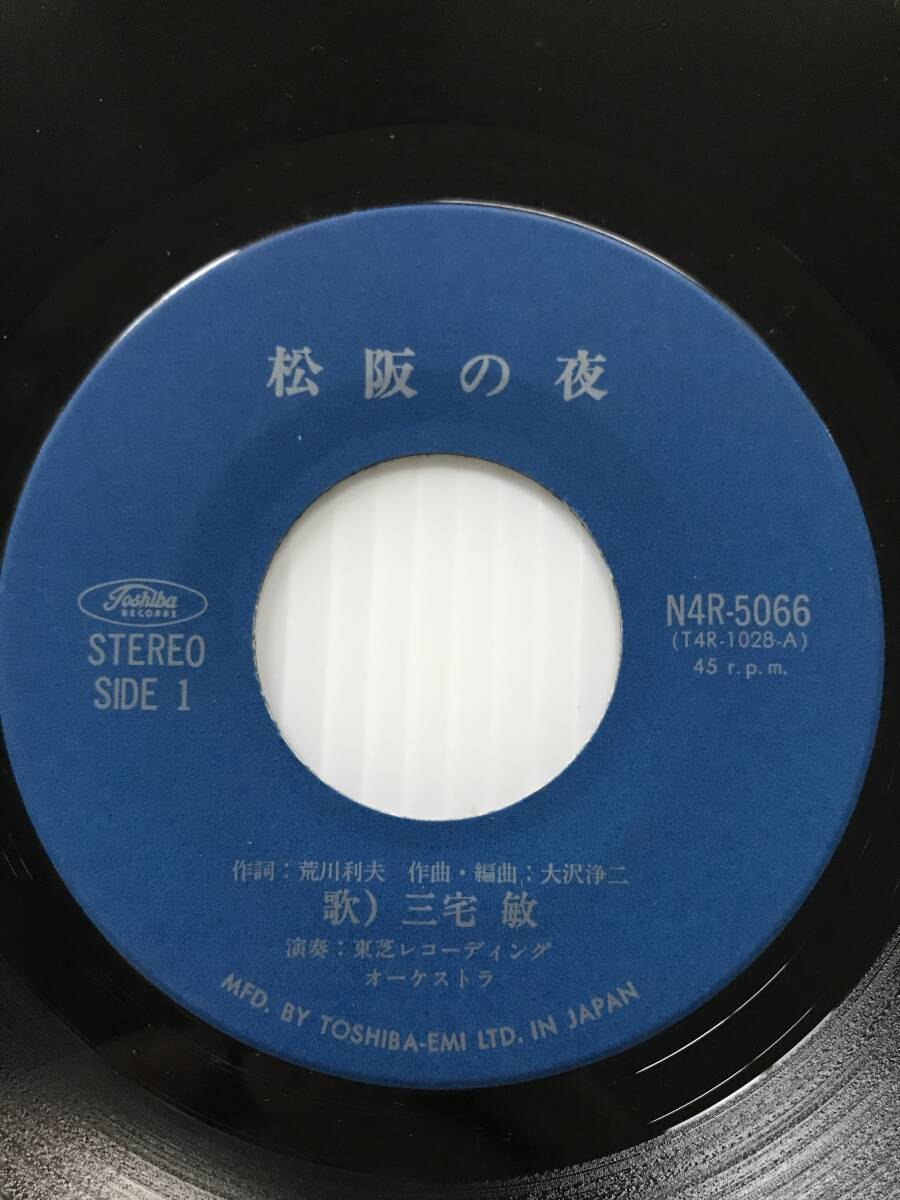 松阪の夜
Toshiba
RECORDS
STEREO
SIDE 1
N4R-5066
(T4R-1028-A)
45 r.p.m.
作詞:荒川利夫 作曲・編曲:大沢浄二
歌)三宅 敏
演奏:東芝レコーディング
オーケストラ
MFD. BY TOSHIBA-EMI LTD. IN JAPAN